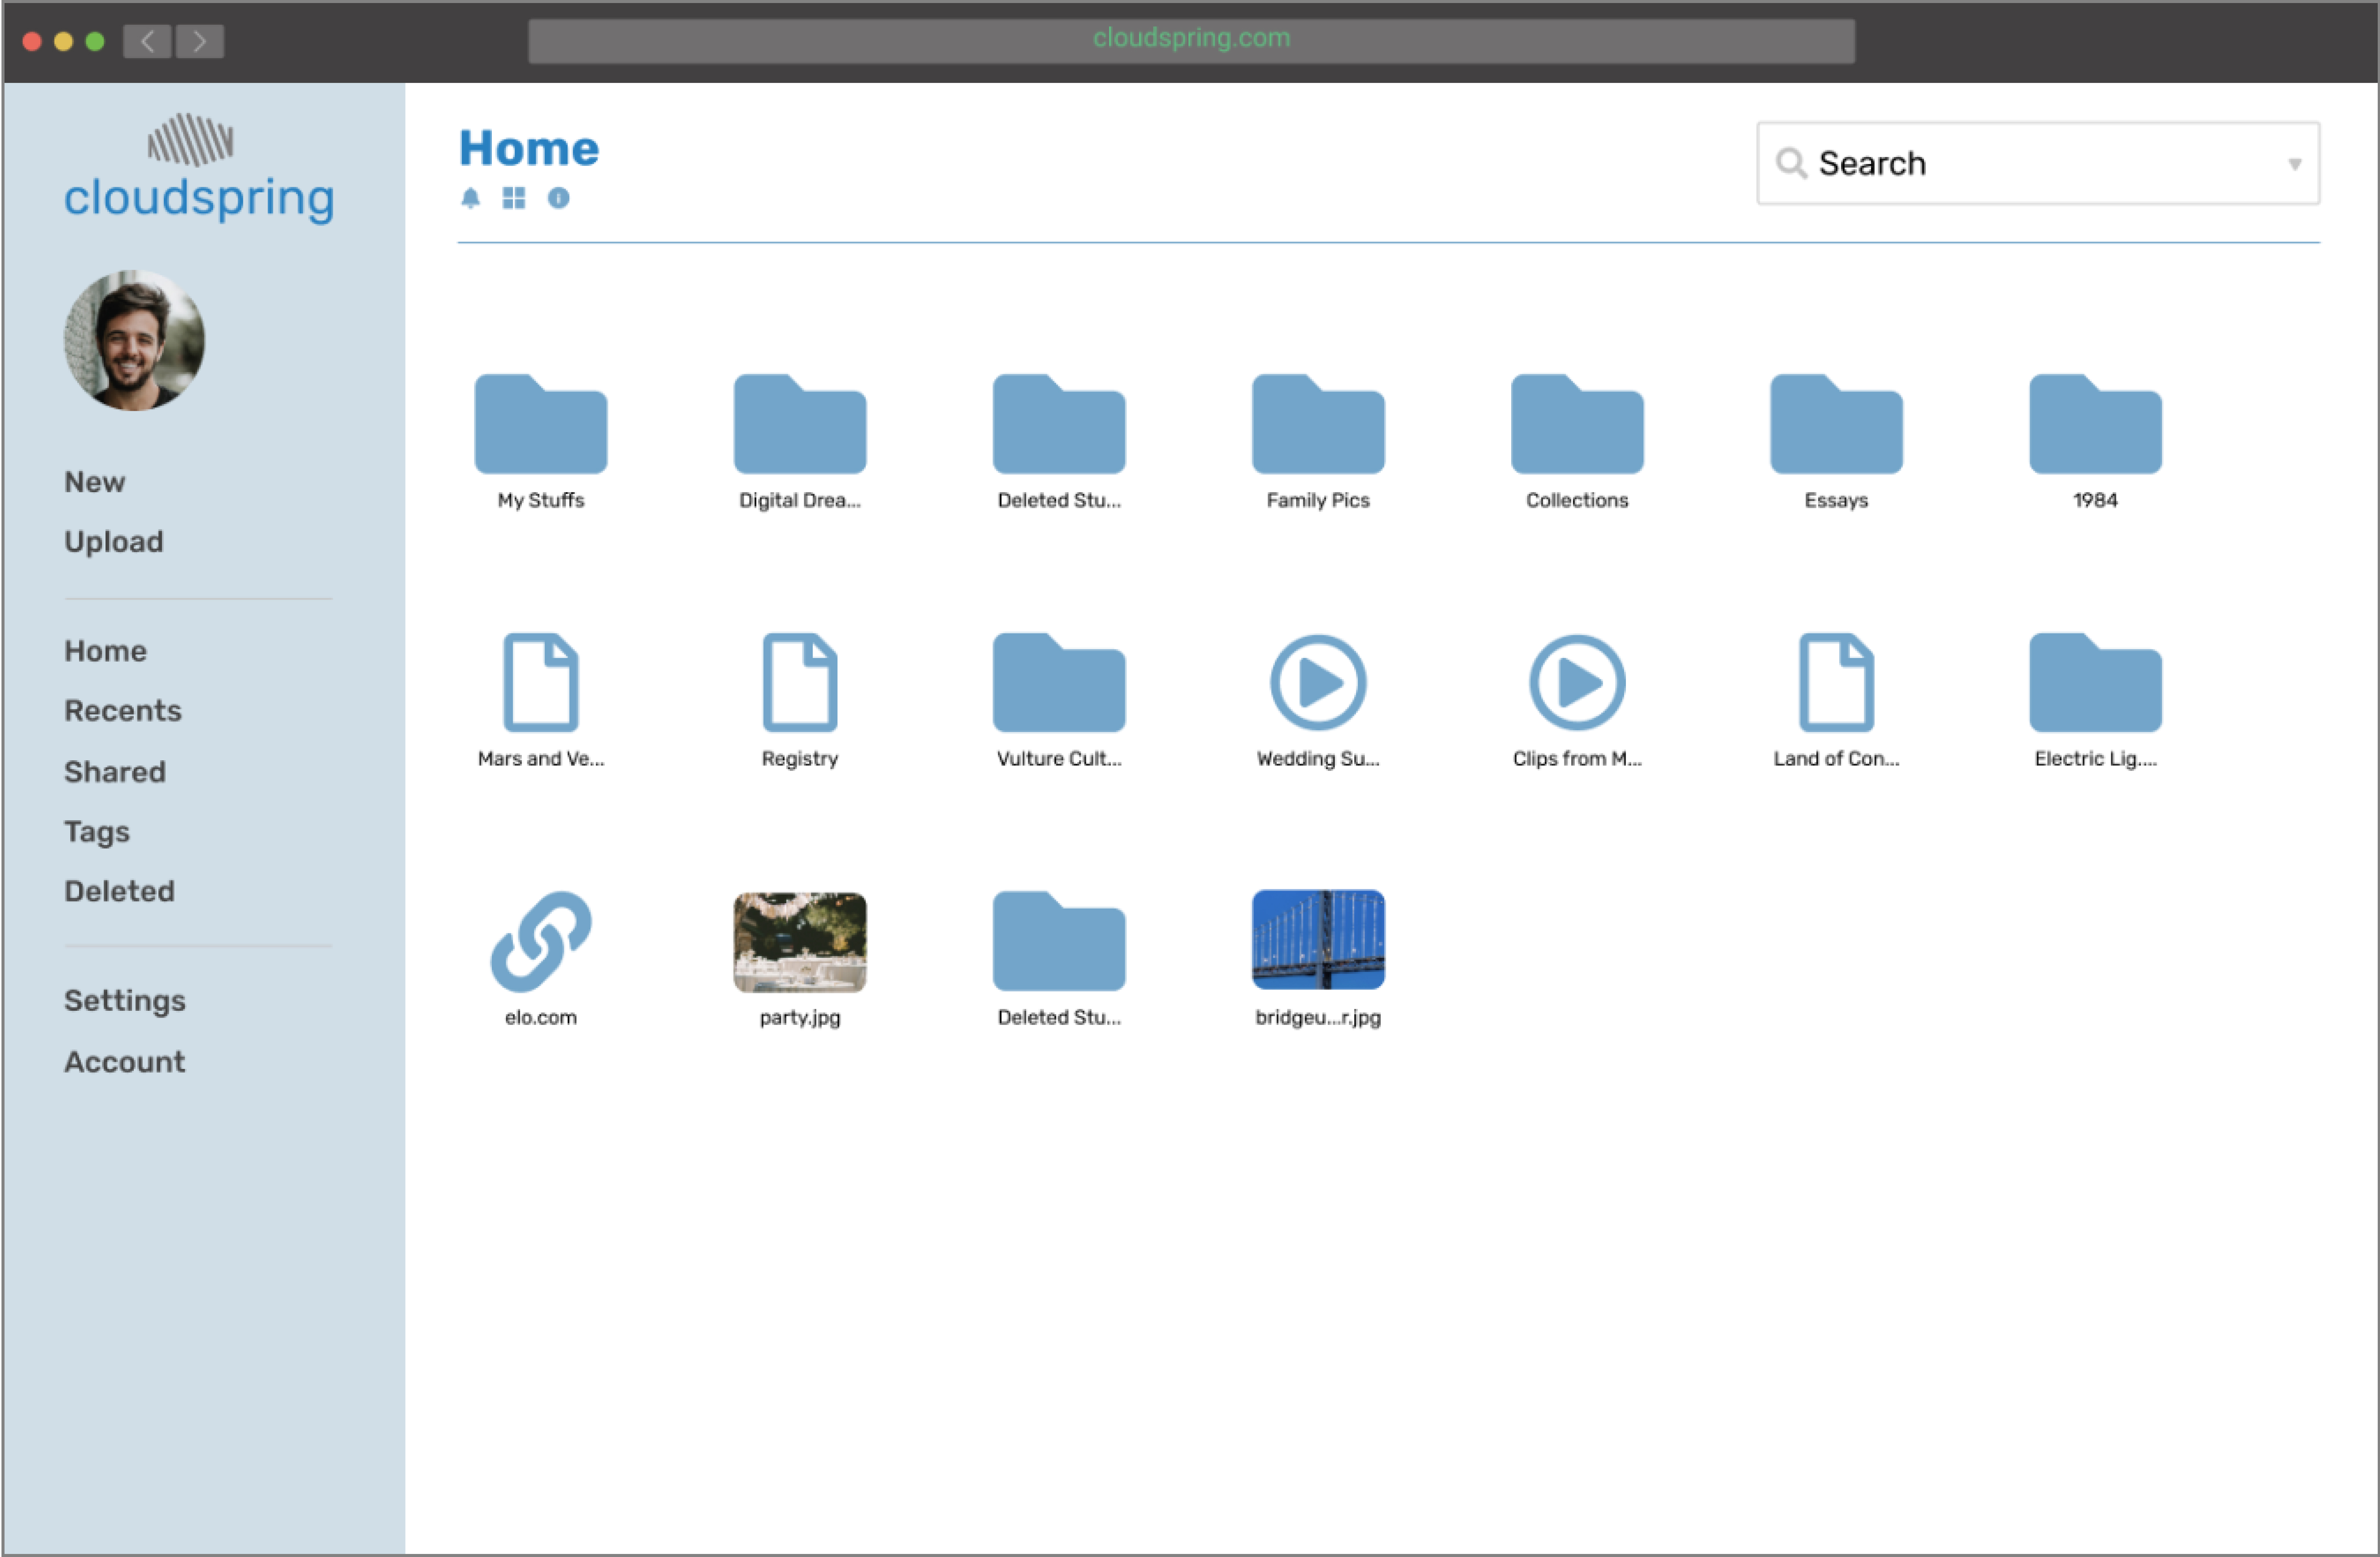 cloudspring.com
cloudspring
New
Upload
Home
Recents
Shared
Tags
Deleted
Settings
Account
Home
Search
My Stuffs
Digital Drea...
Deleted Stu...
Family Pics
Collections
Essays
1984
Mars and Ve...
Registry
Vulture Cult...
Wedding Su...
Clips from M...
Land of Con...
Electric Lig....
elo.com
party.jpg
Deleted Stu...
bridgeu...r.jpg